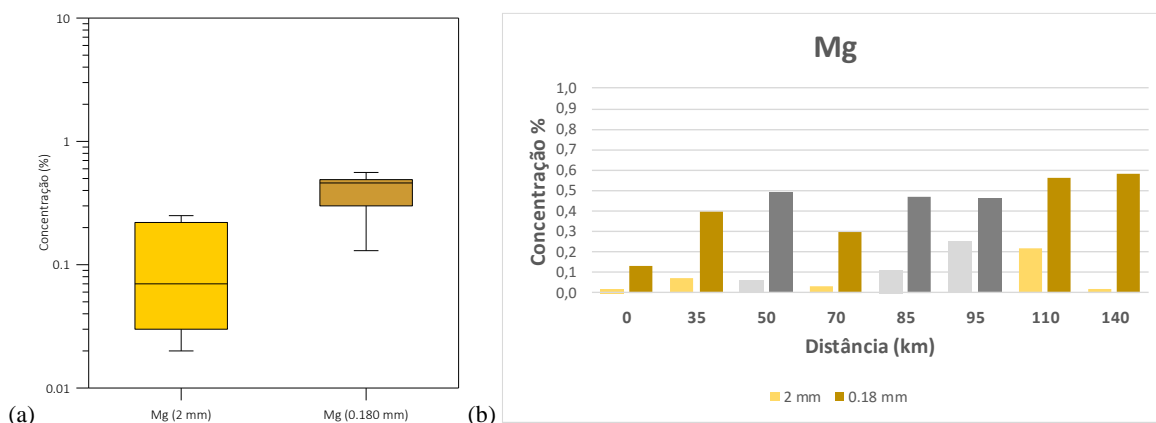 10
1
0.1
0.01
Concentração (%)
Mg (2 mm)
Mg (0.180 mm)
(a)
Mg
1,0
0,9
0,8
0,7
0,6
0,5
0,4
0,3
0,2
0,1
0,0
Concentração %
0 35 50 70 85 95 110 140
Distância (km)
2 mm 0.18 mm
(b)